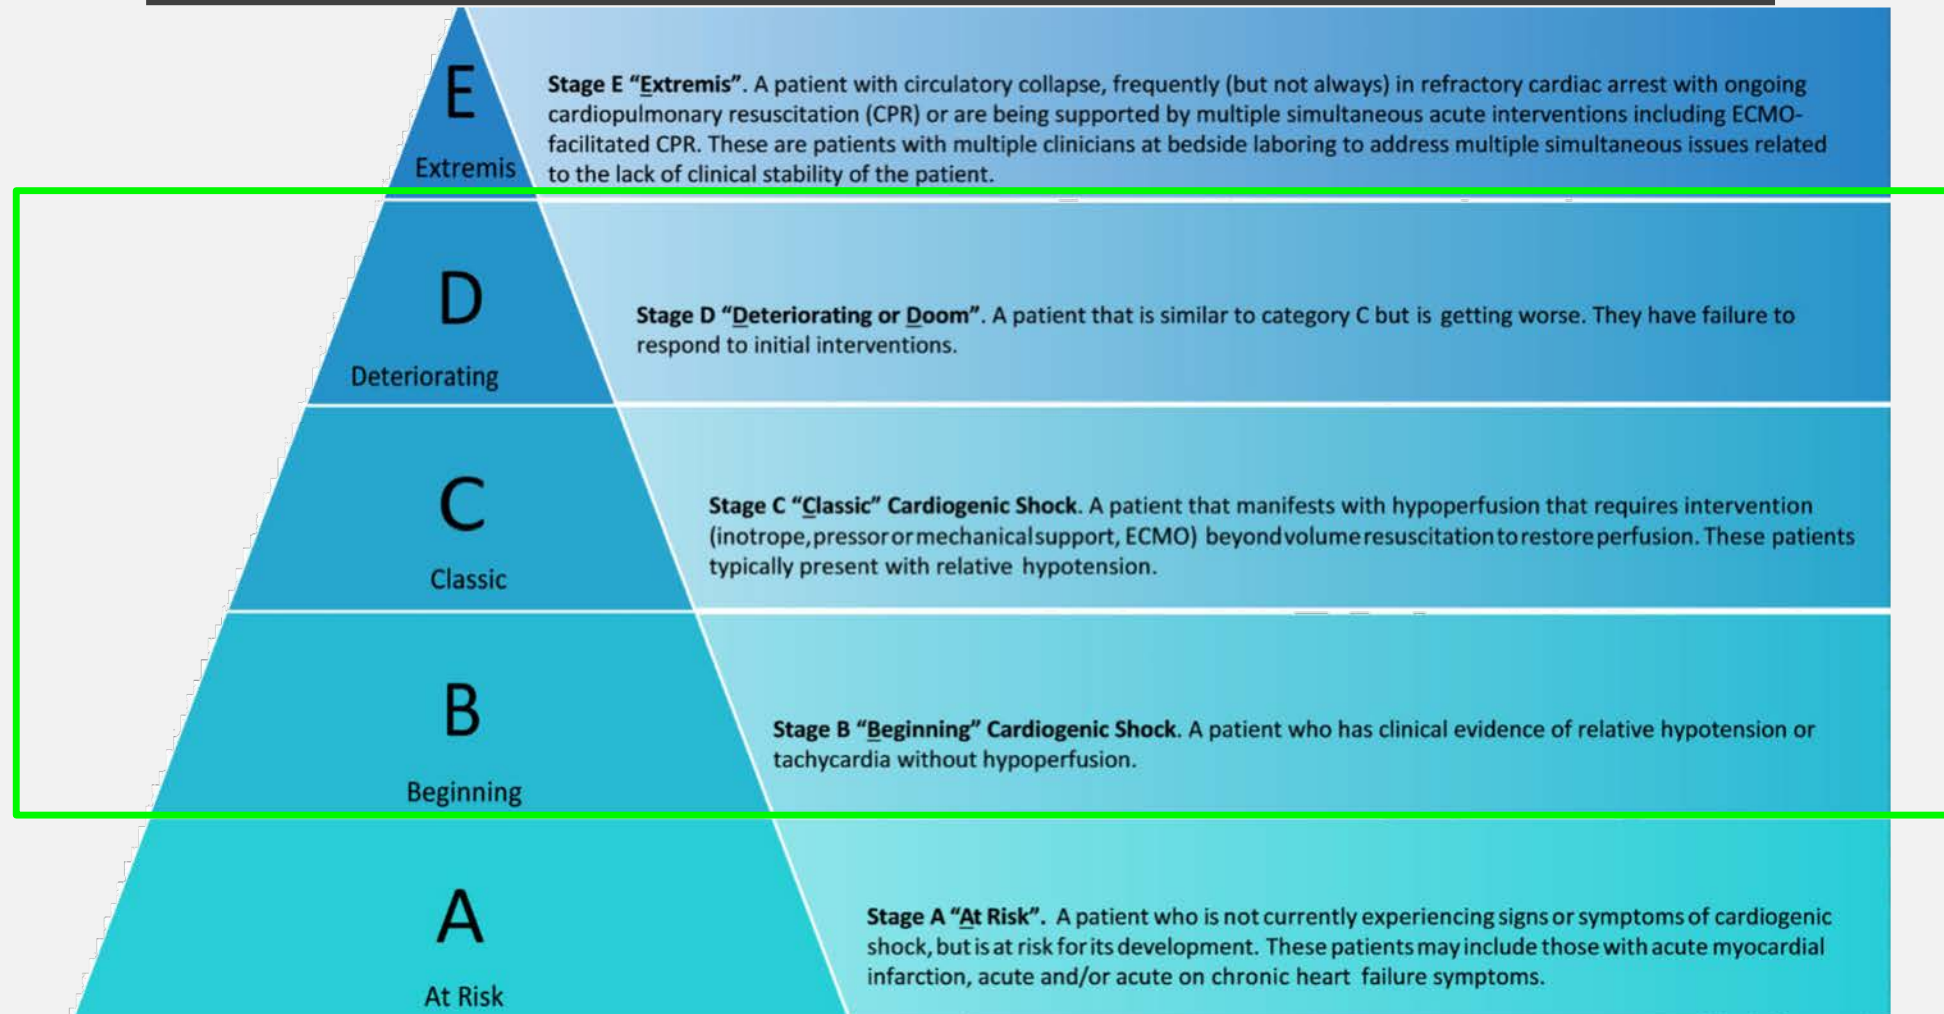 E
Extremis
Stage E “Extremis”. A patient with circulatory collapse, frequently (but not always) in refractory cardiac arrest with ongoing
cardiopulmonary resuscitation (CPR) or are being supported by multiple simultaneous acute interventions including ECMO-
facilitated CPR. These are patients with multiple clinicians at bedside laboring to address multiple simultaneous issues related
to the lack of clinical stability of the patient.
D
Deteriorating
Stage D “Deteriorating or Doom”. A patient that is similar to category C but is getting worse. They have failure to
respond to initial interventions.
C
Classic
Stage C “Classic” Cardiogenic Shock. A patient that manifests with hypoperfusion that requires intervention
(inotrope, pressor or mechanical support, ECMO) beyond volume resuscitation to restore perfusion. These patients
typically present with relative hypotension.
B
Beginning
Stage B “Beginning” Cardiogenic Shock. A patient who has clinical evidence of relative hypotension or
tachycardia without hypoperfusion.
A
At Risk
Stage A “At Risk”. A patient who is not currently experiencing signs or symptoms of cardiogenic
shock, but is at risk for its development. These patients may include those with acute myocardial
infarction, acute and/or acute on chronic heart failure symptoms.